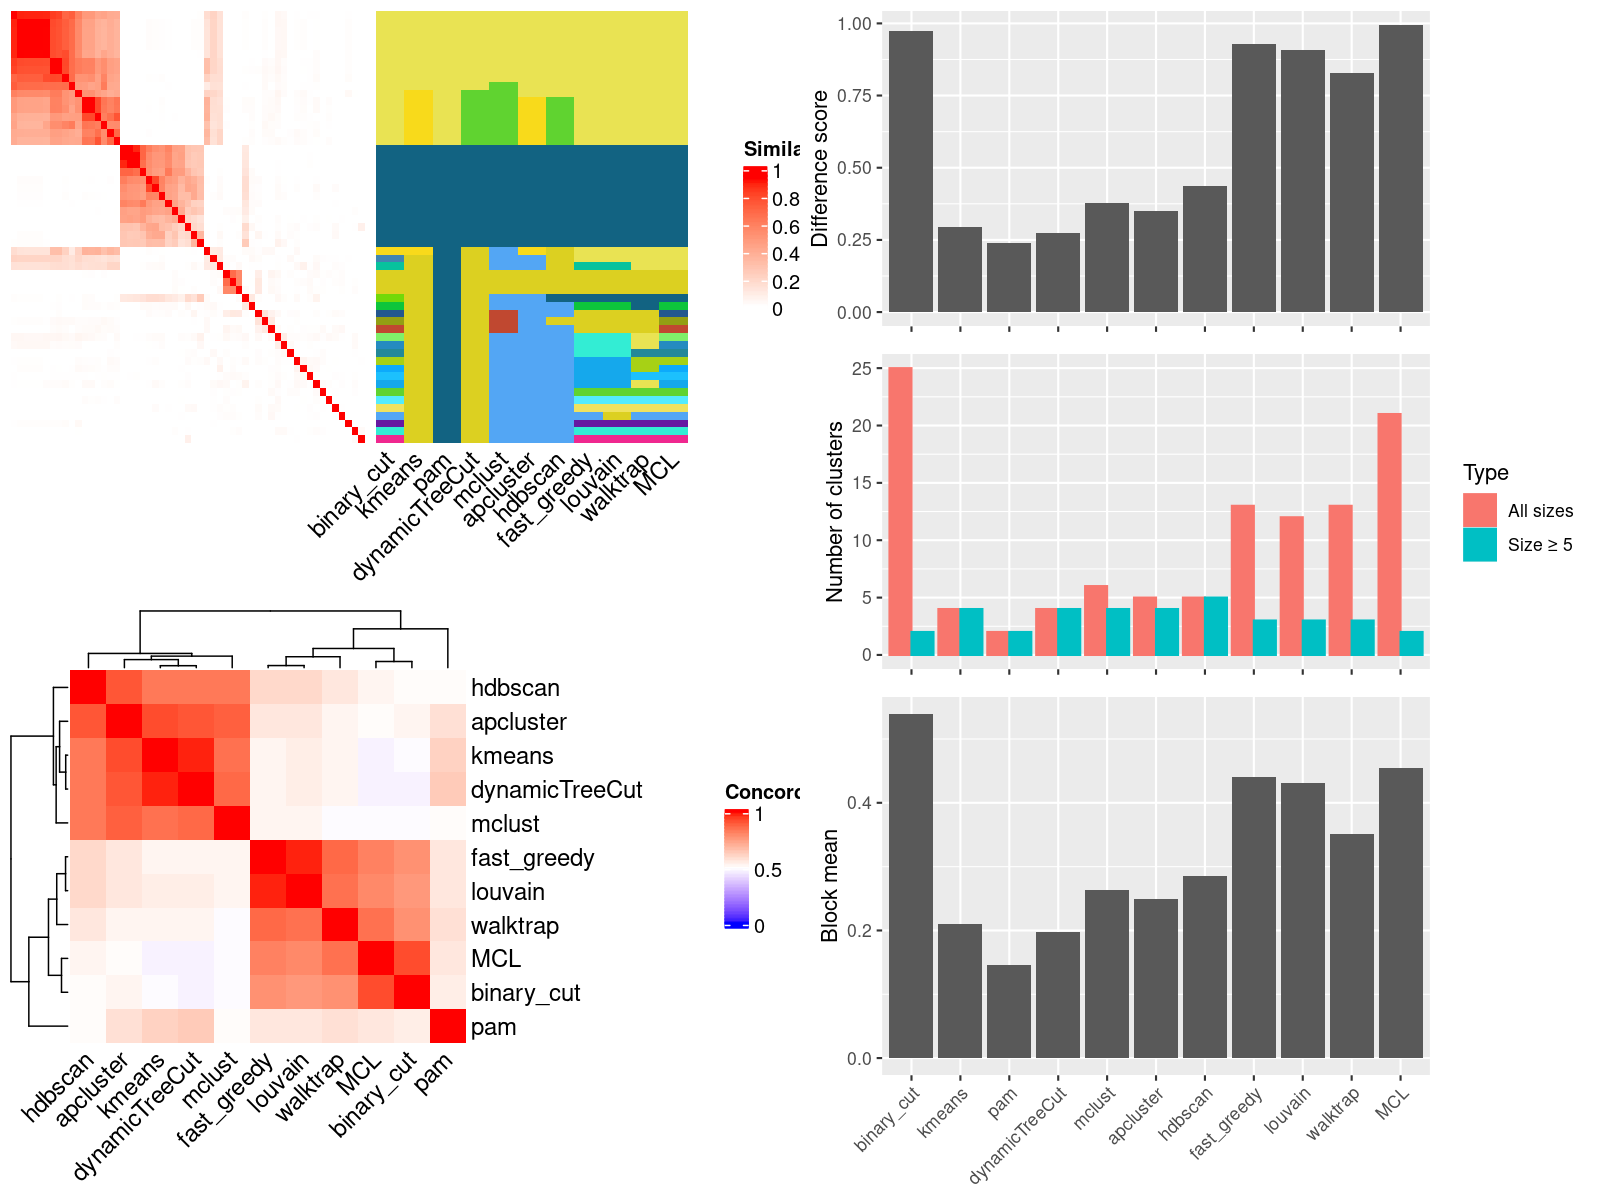 Simila
1
0.8
0.6
0.4
0.2
0
binary_cut
kmeans
pam
dynamicTreeCut
mclust
apcluster
hdbscan
fast_greedy
louvain
walktrap
MCL
hdbscan
apcluster
kmeans
dynamicTreeCut
mclust
fast_greedy
louvain
walktrap
MCL
binary_cut
pam
hdbscan
apcluster
kmeans
dynamicTreeCut
mclust
fast_greedy
louvain
walktrap
MCL
binary_cut
pam
Concord
1
0.5
0
Difference score
1.00
0.75
0.50
0.25
0.00
Number of clusters
25
20
15
10
5
0
Type
All sizes
Size ≥ 5
Block mean
0.4
0.2
0.0
binary_cut
kmeans
pam
dynamicTreeCut
mclust
apcluster
hdbscan
fast_greedy
louvain
walktrap
MCL